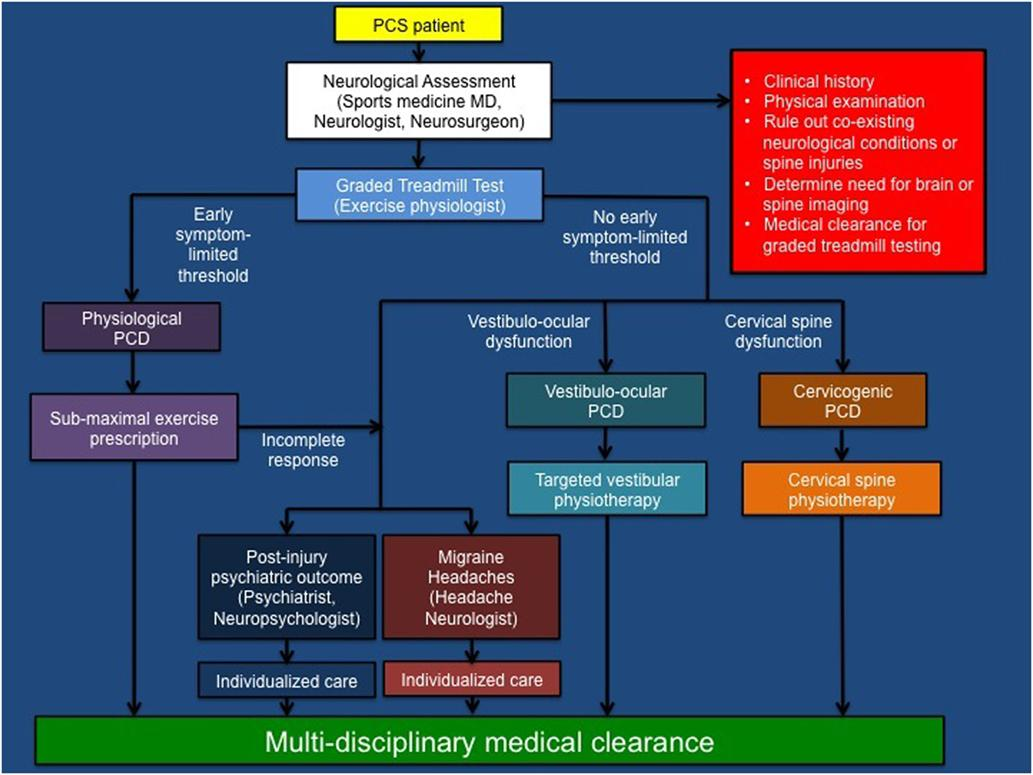 PCS patient
Neurological Assessment
(Sports medicine MD,
Neurologist, Neurosurgeon)
• Clinical history
• Physical examination
• Rule out co-existing
neurological conditions or
spine injuries
• Determine need for brain or
spine imaging
• Medical clearance for
graded treadmill testing
Graded Treadmill Test
(Exercise physiologist)
Early
symptom-
limited
threshold
No early
symptom-limited
threshold
Physiological
PCD
Vestibulo-ocular
dysfunction
Cervical spine
dysfunction
Sub-maximal exercise
prescription
Incomplete
response
Vestibulo-ocular
PCD
Cervicogenic
PCD
Targeted vestibular
physiotherapy
Cervical spine
physiotherapy
Post-injury
psychiatric outcome
(Psychiatrist,
Neuropsychologist)
Migraine
Headaches
(Headache
Neurologist)
Individualized care
Individualized care
Multi-disciplinary medical clearance